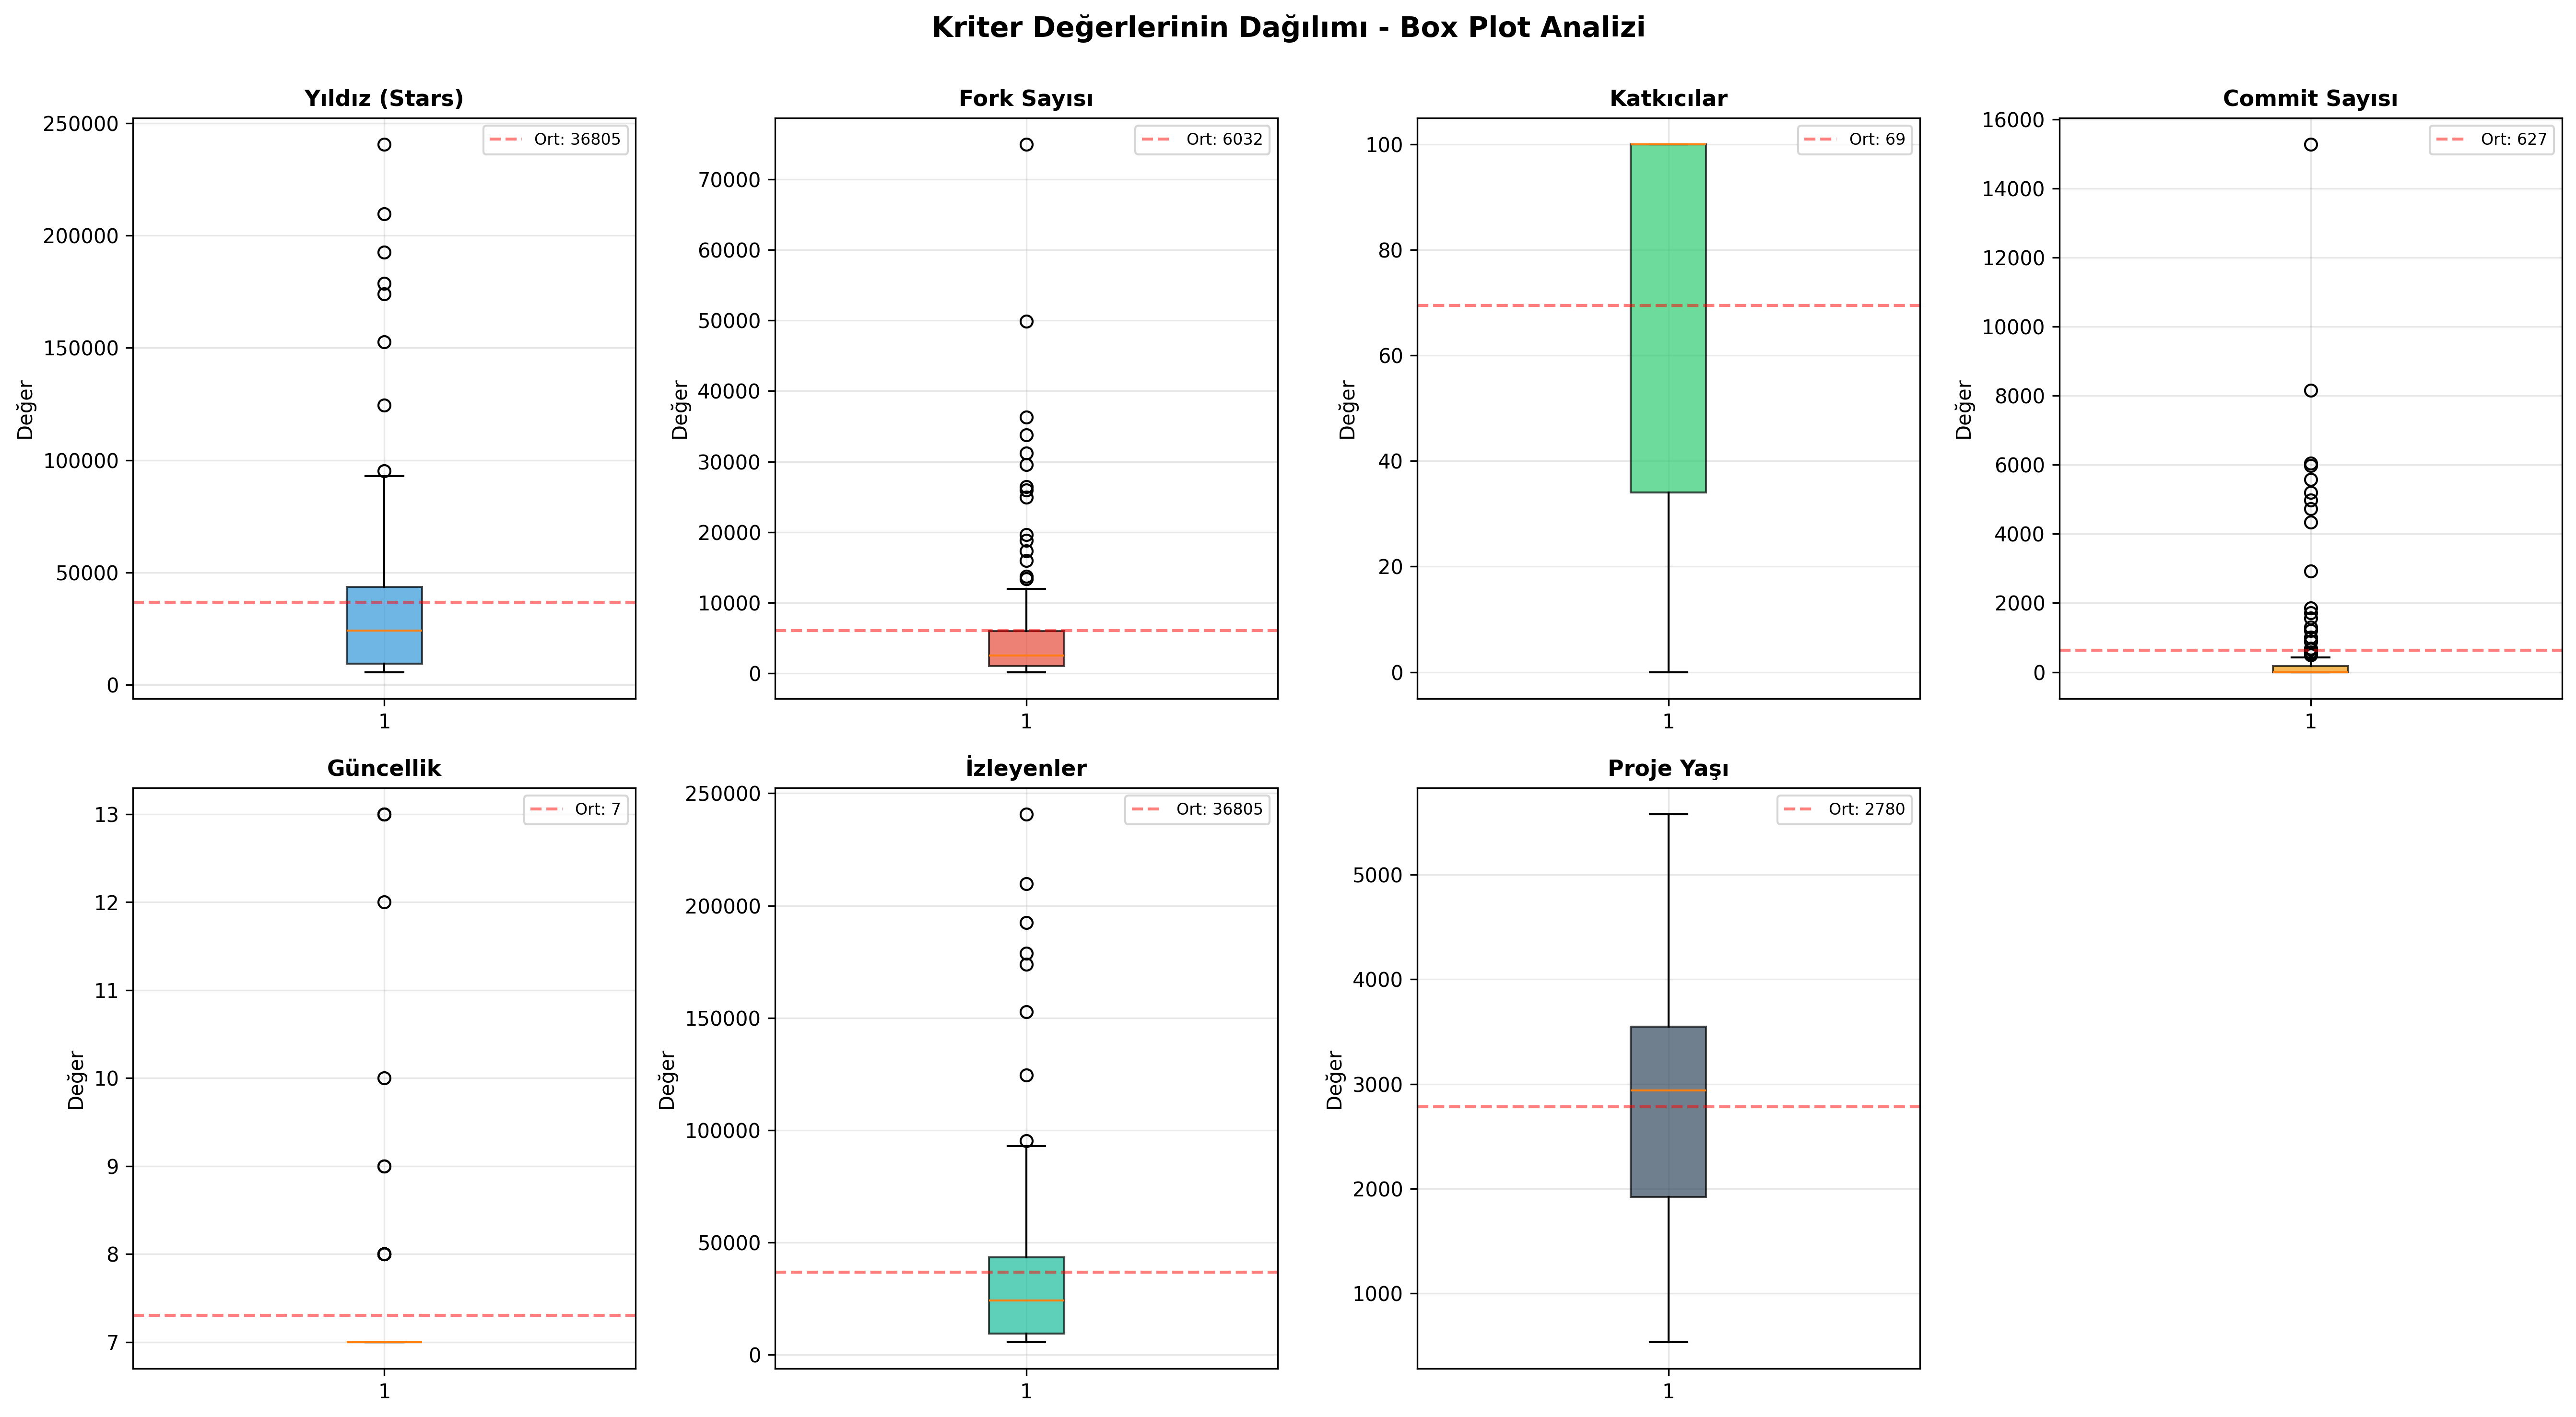 Kriter Değerlerinin Dağılımı - Box Plot Analizi
Yıldız (Stars)
250000
200000
150000
100000
50000
0
Değer
1
Ort: 36805
Fork Sayısı
70000
60000
50000
40000
30000
20000
10000
0
Değer
1
Ort: 6032
Katkıcılar
100
80
60
40
20
0
Değer
1
Ort: 69
Commit Sayısı
16000
14000
12000
10000
8000
6000
4000
2000
0
Değer
1
Ort: 627
Güncellik
13
12
11
10
9
8
7
Değer
1
Ort: 7
İzleyenler
250000
200000
150000
100000
50000
0
Değer
1
Ort: 36805
Proje Yaşı
5000
4000
3000
2000
1000
Değer
1
Ort: 2780